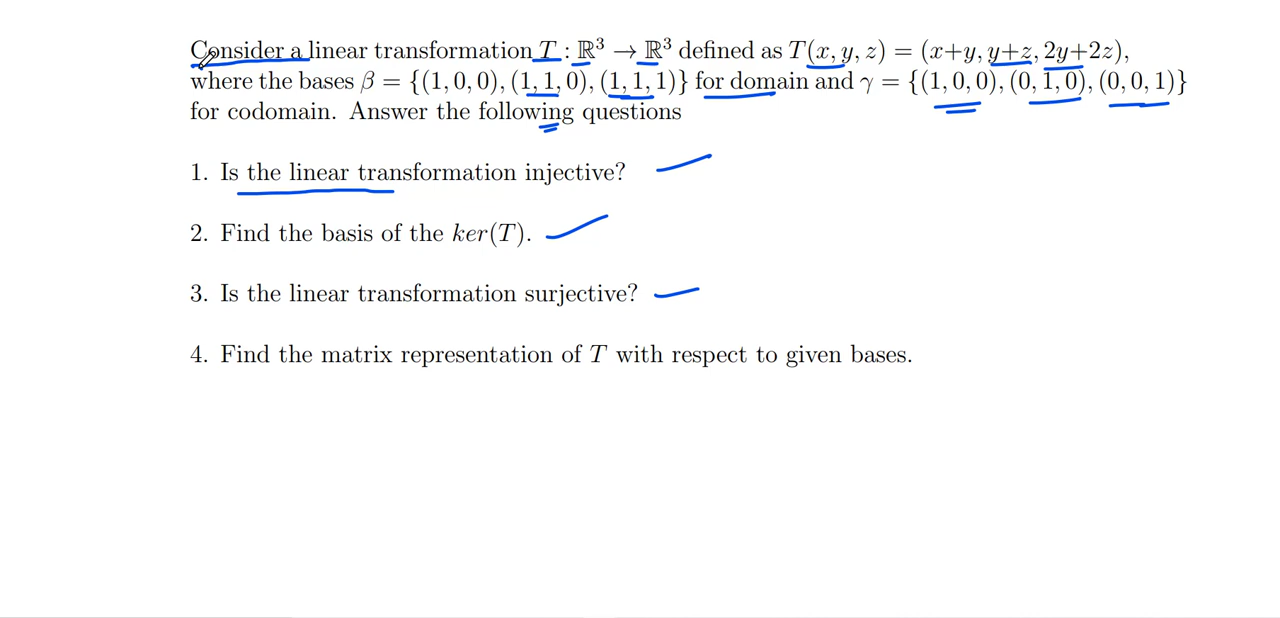 Consider a linear transformation T : ℝ³ → ℝ³ defined as T(x, y, z) = (x+y, y+z, 2y+2z),
where the bases β = {(1, 0, 0), (1, 1, 0), (1, 1, 1)} for domain and γ = {(1, 0, 0), (0, 1, 0), (0, 0, 1)}
for codomain. Answer the following questions
1. Is the linear transformation injective?
2. Find the basis of the ker(T).
3. Is the linear transformation surjective?
4. Find the matrix representation of T with respect to given bases.